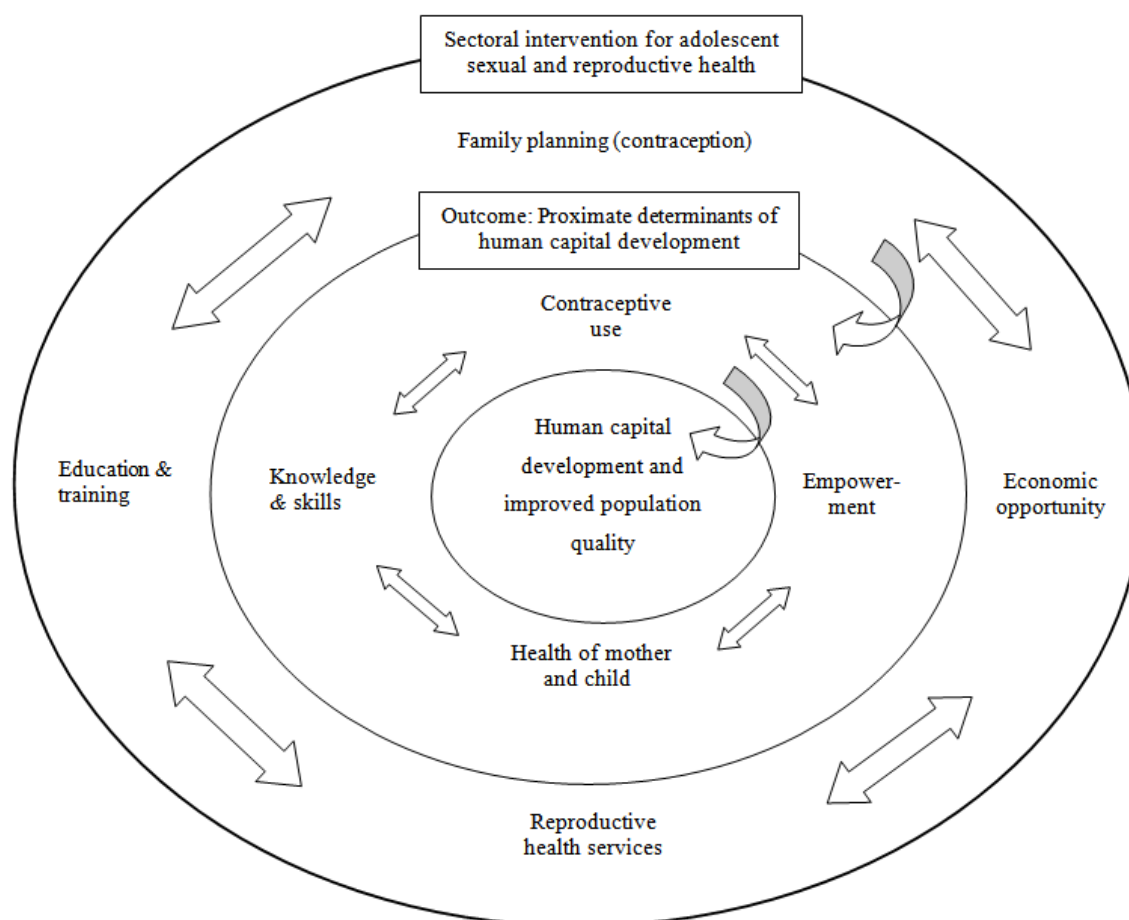 Sectoral intervention for adolescent
sexual and reproductive health
Family planning (contraception)
Outcome: Proximate determinants of
human capital development
Contraceptive
use
Education &
training
Knowledge
& skills
Human capital
development and
improved population
quality
Empower-
ment
Economic
opportunity
Health of mother
and child
Reproductive
health services